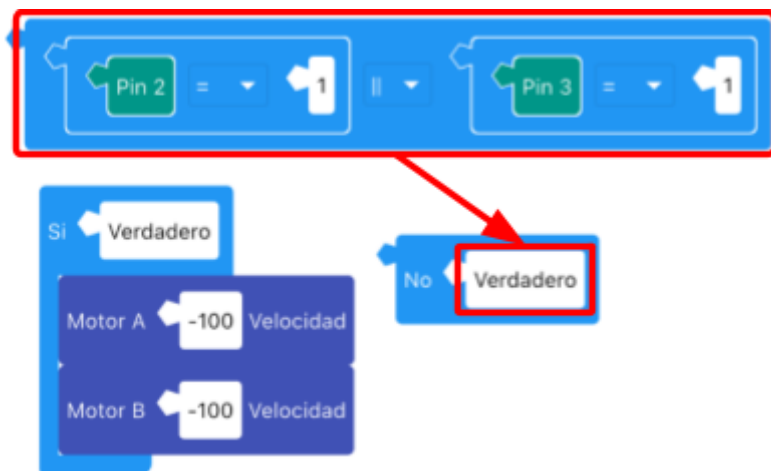 Pin 2 = 1 || Pin 3 = 1
Si Verdadero
No Verdadero
Motor A -100 Velocidad
Motor B -100 Velocidad